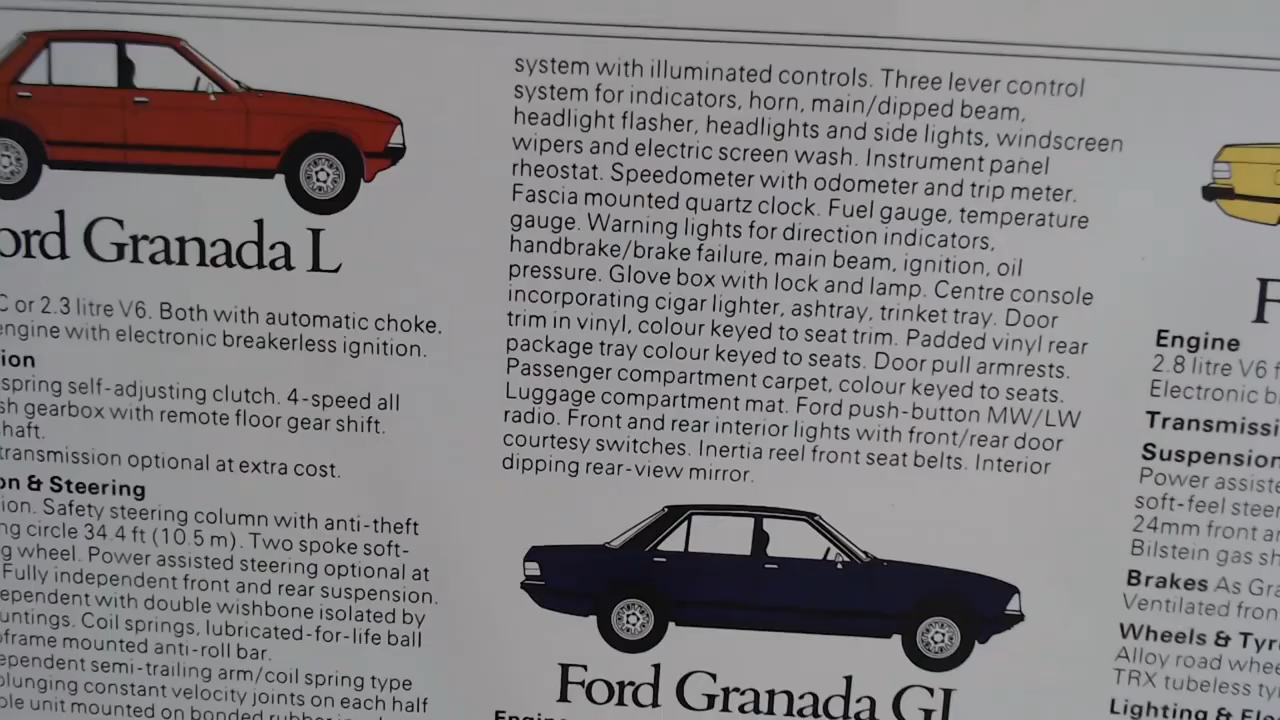 Ford Granada L
C or 2.3 litre V6. Both with automatic choke.
engine with electronic breakerless ignition.
ion
spring self-adjusting clutch. 4-speed all
sh gearbox with remote floor gear shift.
haft.
transmission optional at extra cost.
on & Steering
ion. Safety steering column with anti-theft
ng circle 34.4 ft (10.5 m). Two spoke soft-
g wheel. Power assisted steering optional at
Fully independent front and rear suspension.
ependent with double wishbone isolated by
untings. Coil springs, lubricated-for-life ball
oframe mounted anti-roll bar.
ependent semi-trailing arm/coil spring type
plunging constant velocity joints on each half
ble unit mounted on bonded
system with illuminated controls. Three lever control
system for indicators, horn, main/dipped beam,
headlight flasher, headlights and side lights, windscreen
wipers and electric screen wash. Instrument panel
rheostat. Speedometer with odometer and trip meter.
Fascia mounted quartz clock. Fuel gauge, temperature
gauge. Warning lights for direction indicators,
handbrake/brake failure, main beam, ignition, oil
pressure. Glove box with lock and lamp. Centre console
incorporating cigar lighter, ashtray, trinket tray. Door
trim in vinyl, colour keyed to seat trim. Padded vinyl rear
package tray colour keyed to seats. Door pull armrests.
Passenger compartment carpet, colour keyed to seats.
Luggage compartment mat. Ford push-button MW/LW
radio. Front and rear interior lights with front/rear door
courtesy switches. Inertia reel front seat belts. Interior
dipping rear-view mirror.
Ford Granada GL
Engine
F
Engine
2.8 litre V6 f
Electronic b
Transmissi
Suspension
Power assiste
soft-feel steer
24mm front an
Bilstein gas sh
Brakes As Gra
Ventilated fron
Wheels & Tyre
Alloy road whee
TRX tubeless ty
Lighting & Ele